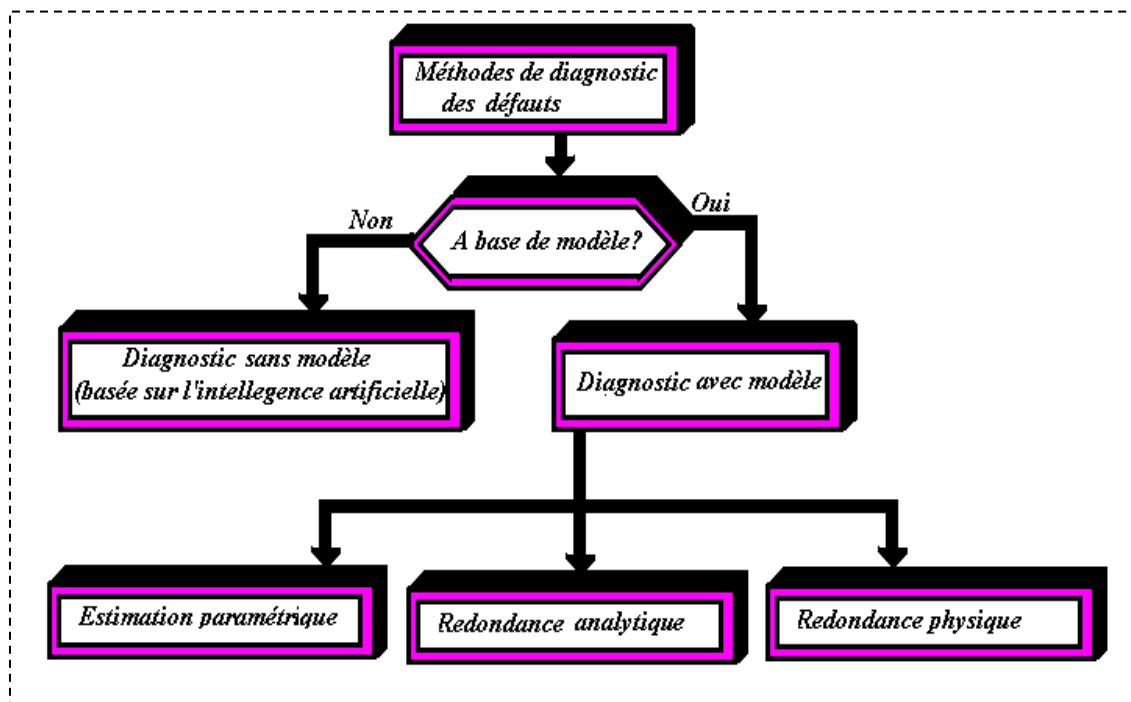 Méthodes de diagnostic
des défauts
Non
Oui
A base de modèle?
Diagnostic sans modèle
(basée sur l'intellegence artificielle)
Diagnostic avec modèle
Estimation paramétrique
Redondance analytique
Redondance physique